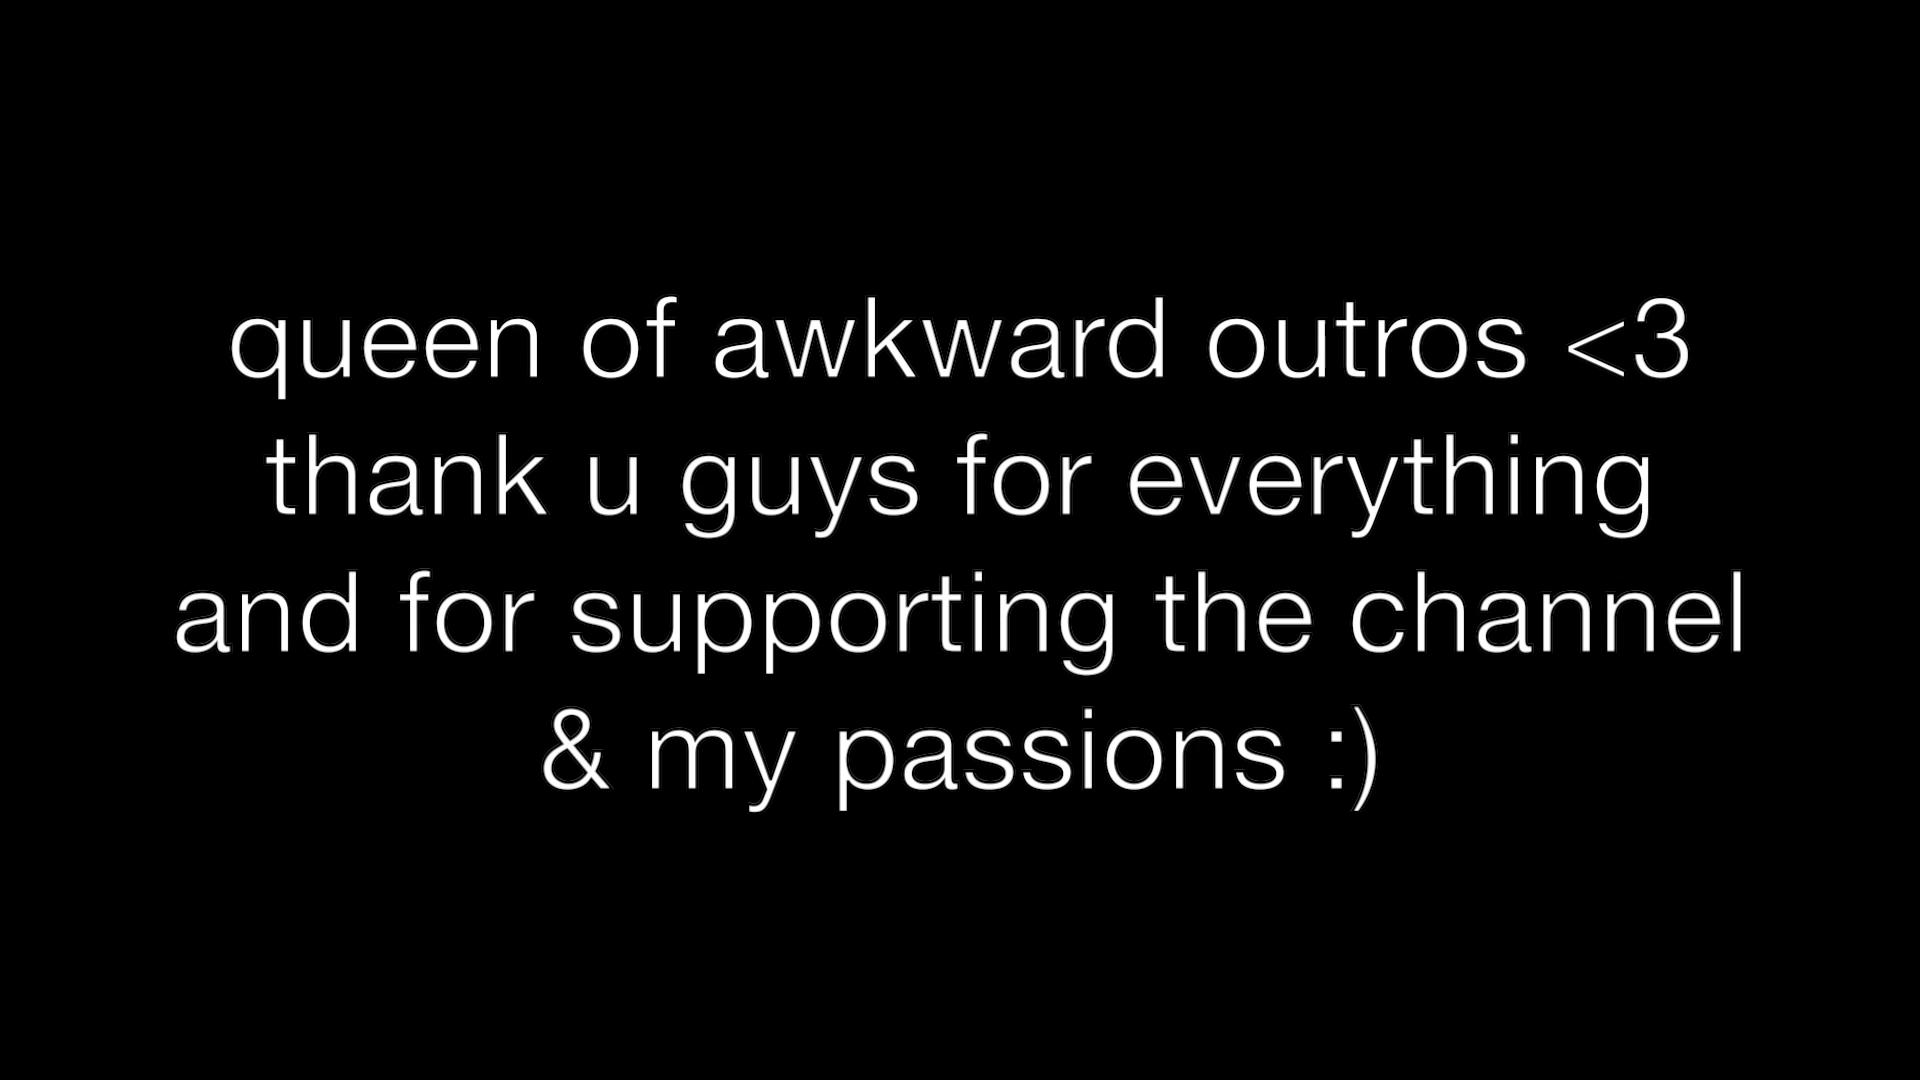 queen of awkward outros <3
thank u guys for everything
and for supporting the channel
& my passions :)